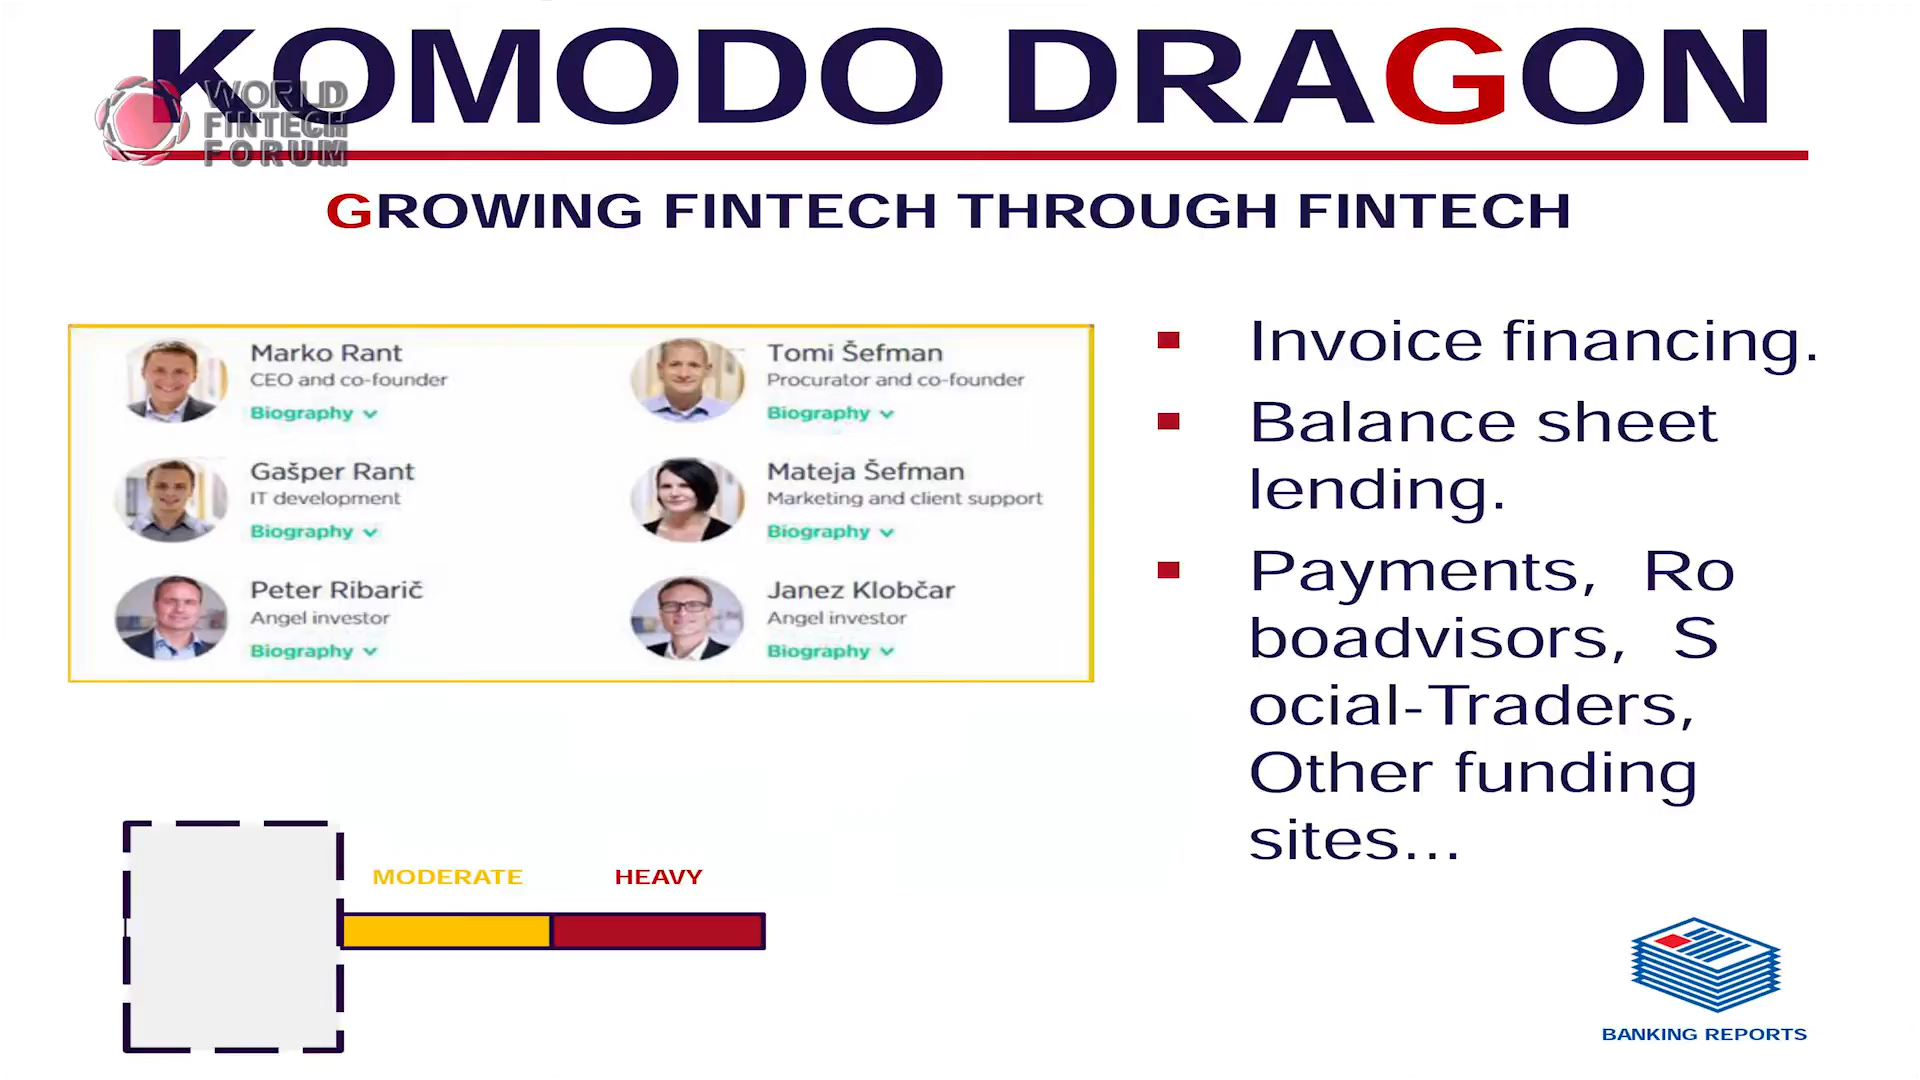 KOMODO DRAGON
WORLD
FINTECH
FORUM
GROWING FINTECH THROUGH FINTECH
Marko Rant
CEO and co-founder
Biography
Tomi Šefman
Procurator and co-founder
Biography
Gašper Rant
IT development
Biography
Mateja Šefman
Marketing and client support
Biography
Peter Ribarič
Angel investor
Biography
Janez Klobčar
Angel investor
Biography
Invoice financing.
Balance sheet
lending.
Payments, Ro
boadvisors, S
ocial-Traders,
Other funding
sites...
MODERATE
HEAVY
BANKING REPORTS